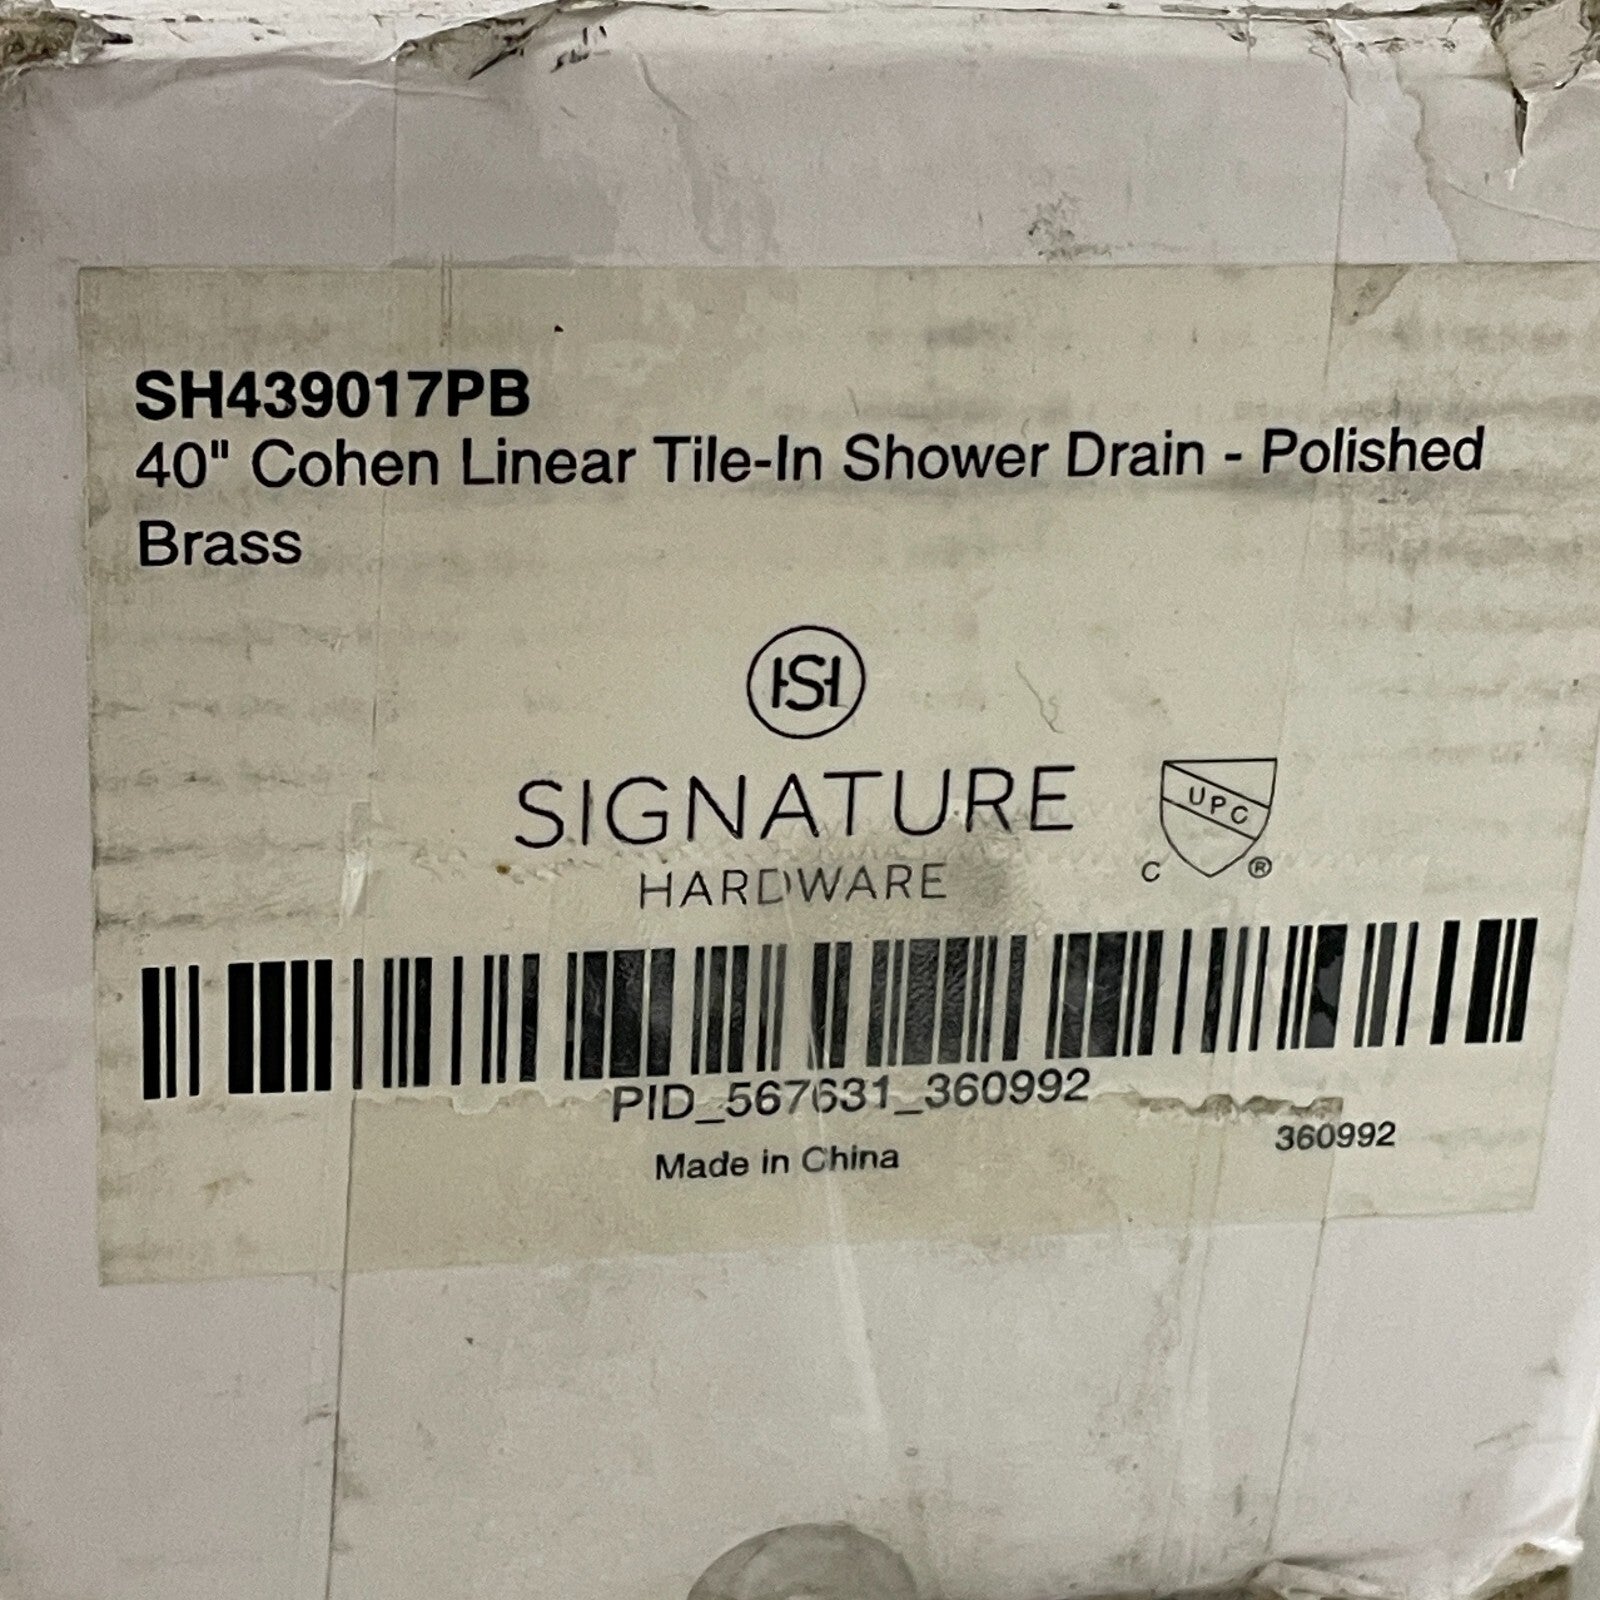 SH439017PB
40" Cohen Linear Tile-In Shower Drain - Polished
Brass
SIGNATURE
HARDWARE
UPC
C ®
PID_567631_360992
360992
Made in China